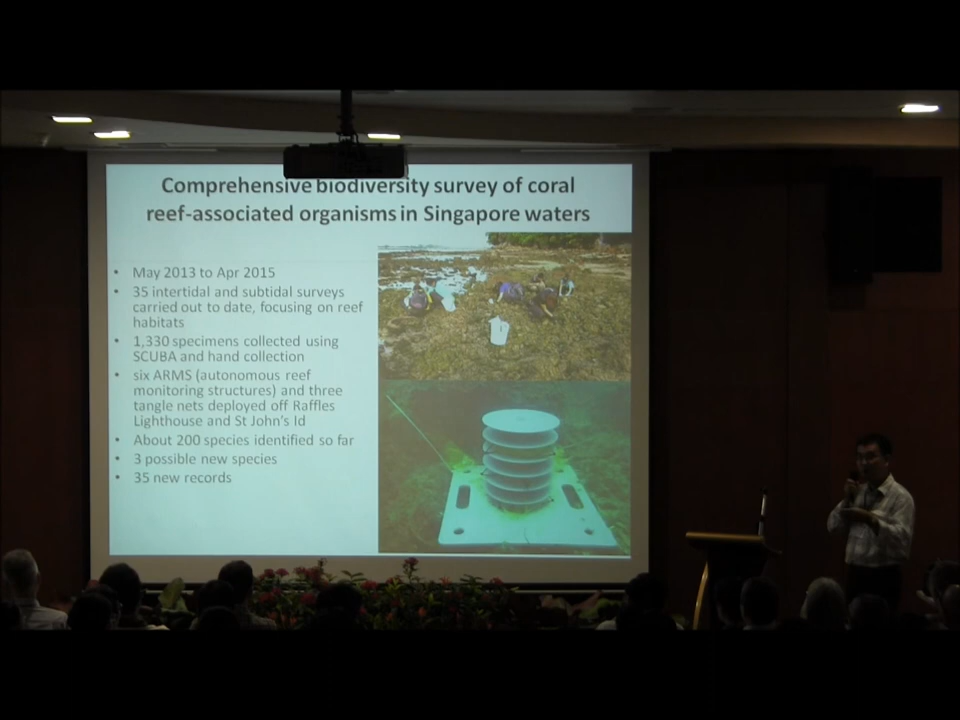 Comprehensive biodiversity survey of coral
reef-associated organisms in Singapore waters
• May 2013 to Apr 2015
• 35 intertidal and subtidal surveys
carried out to date, focusing on reef
habitats
• 1,330 specimens collected using
SCUBA and hand collection
• six ARMS (autonomous reef
monitoring structures) and three
tangle nets deployed off Raffles
Lighthouse and St John's Id
• About 200 species identified so far
• 3 possible new species
• 35 new records